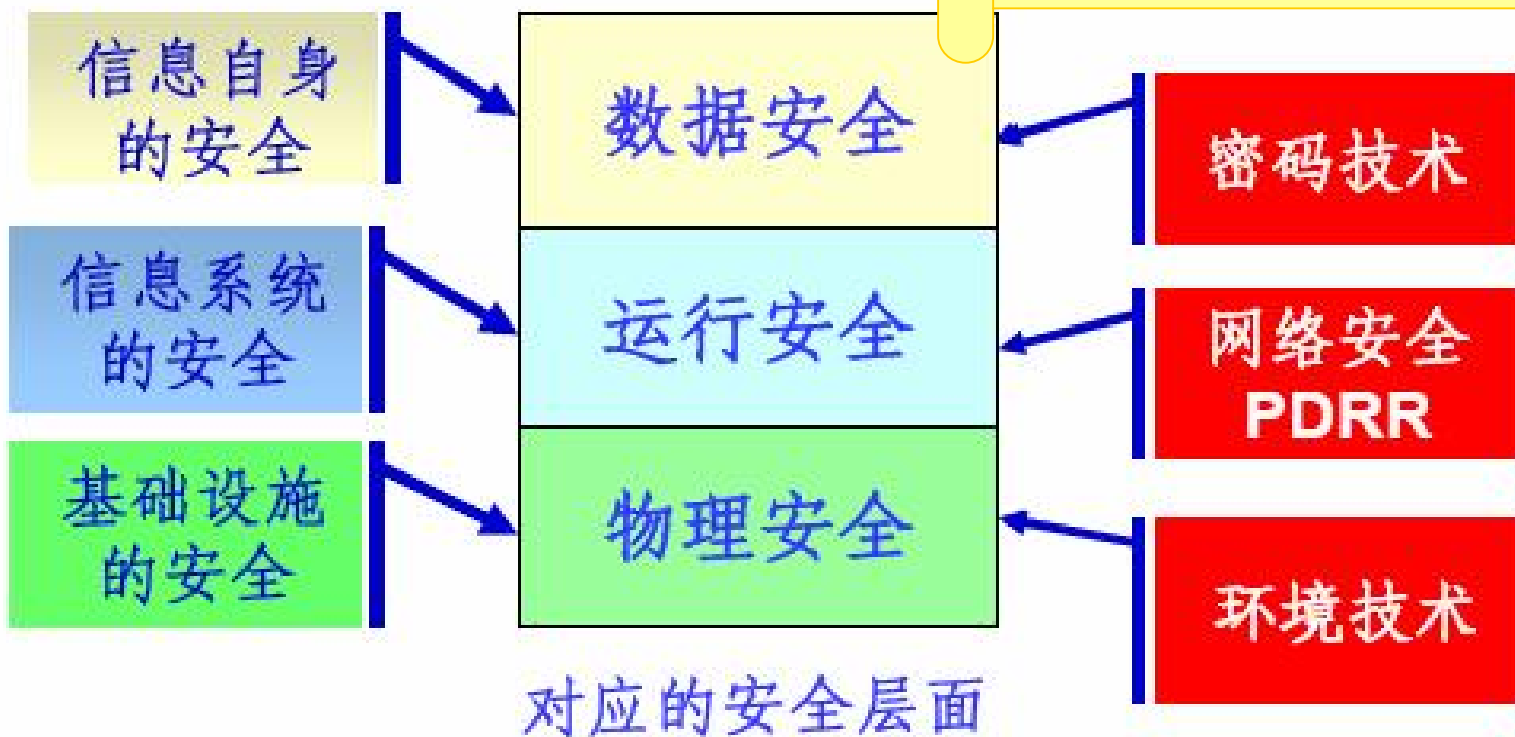 信息自身
的安全
数据安全
密码技术
信息系统
的安全
运行安全
网络安全
PDRR
基础设施
的安全
物理安全
环境技术
对应的安全层面